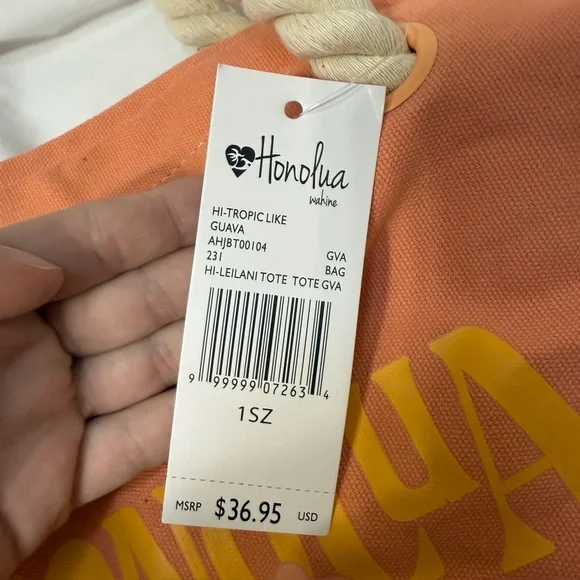 Honolua
wahine
HI-TROPIC LIKE
GUAVA
AHJBT00104 GVA
231 BAG
HI-LEILANI TOTE TOTE GVA
9 99999 07263 4
1SZ
MSRP $36.95 USD